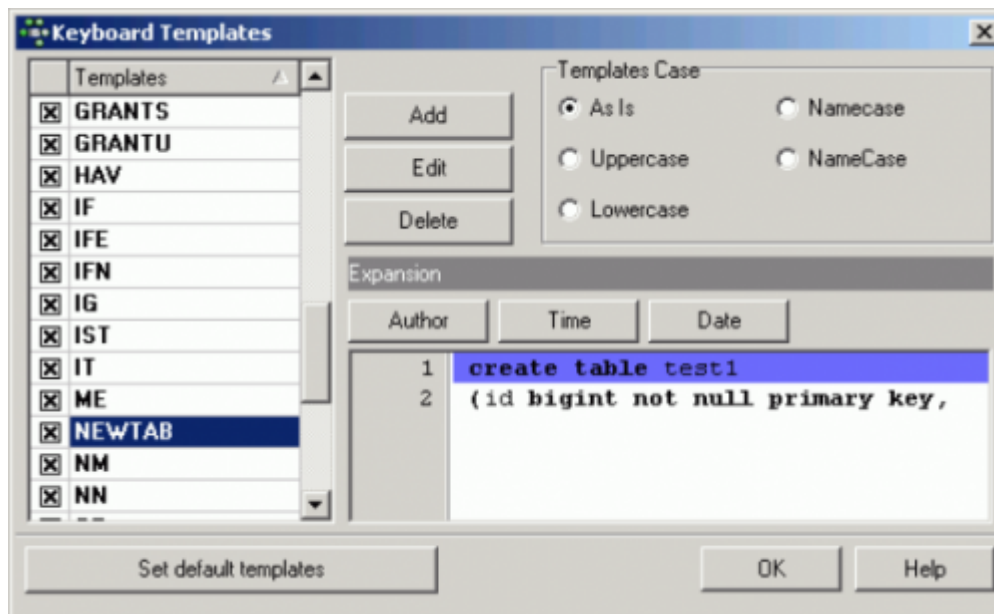 Keyboard Templates
Templates
GRANTS
GRANTU
HAV
IF
IFE
IFN
IG
IST
IT
ME
NEWTAB
NM
NN
Add
Edit
Delete
Templates Case
As Is
Namecase
Uppercase
NameCase
Lowercase
Expansion
Author Time Date
1 create table test1
2 (id bigint not null primary key,
Set default templates
OK
Help